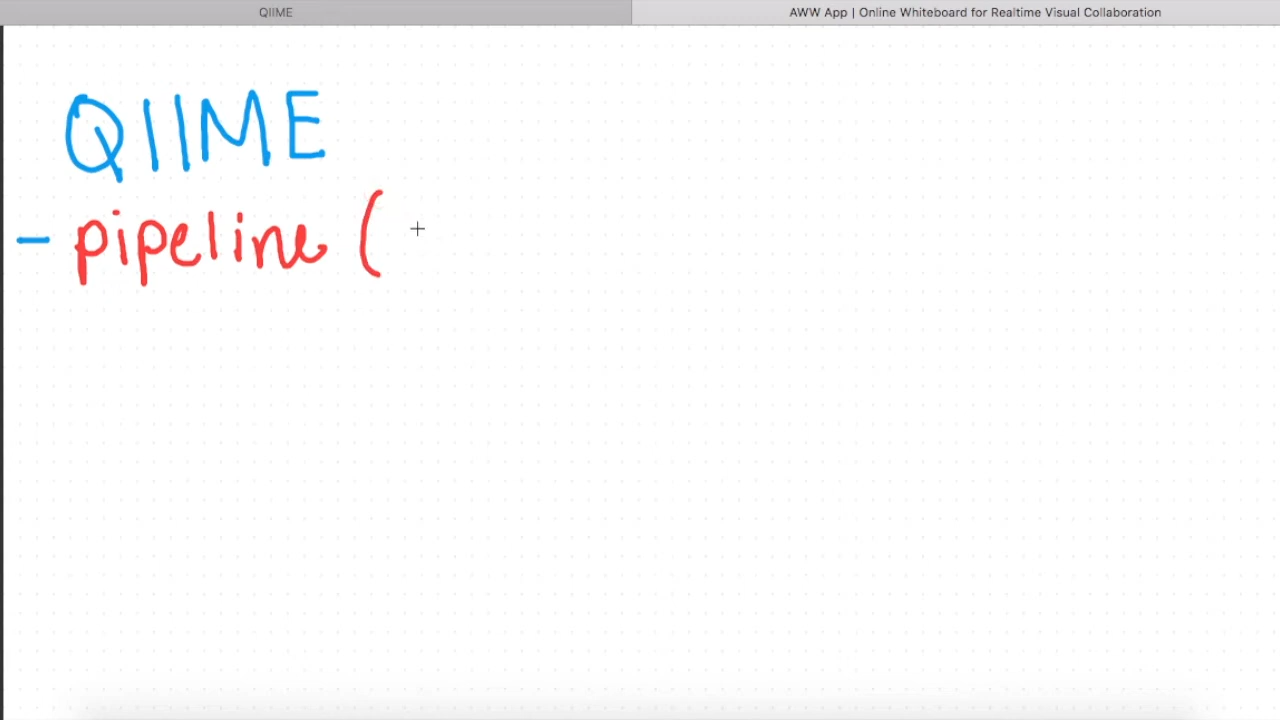 QIIME
AWW App | Online Whiteboard for Realtime Visual Collaboration
QIIME
- pipeline (